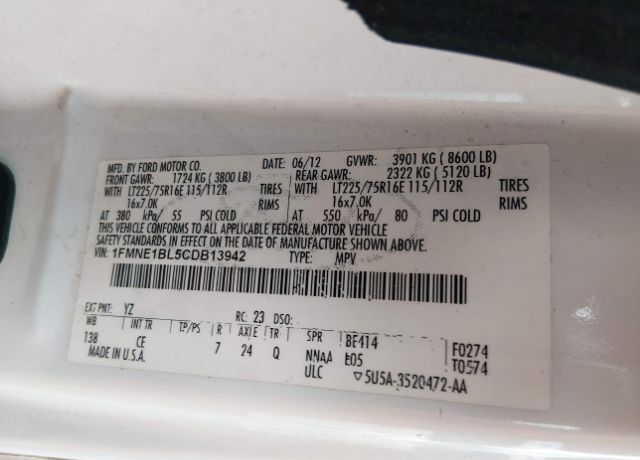 MFD. BY FORD MOTOR CO. DATE: 06/12 GVWR: 3901 KG ( 8600 LB)
FRONT GAWR: 1724 KG ( 3800 LB) REAR GAWR: 2322 KG ( 5120 LB)
WITH LT225/75R16E 115/112R TIRES WITH LT225/75R16E 115/112R TIRES
16x7.0K RIMS 16x7.0K RIMS
AT 380 kPa/ 55 PSI COLD AT 550 kPa/ 80 PSI COLD
THIS VEHICLE CONFORMS TO ALL APPLICABLE FEDERAL MOTOR VEHICLE
SAFETY STANDARDS IN EFFECT ON THE DATE OF MANUFACTURE SHOWN ABOVE.
VIN: 1FMNE1BL5CDB13942 TYPE: MPV
EXT PNT: YZ RC: 23 DSO:
WB INT TR TP/PS R AXLE TR SPR BF414 F0274
138 CE 7 24 Q NNAA E05 T0574
MADE IN U.S.A. ULC ▽5U5A-3520472-AA